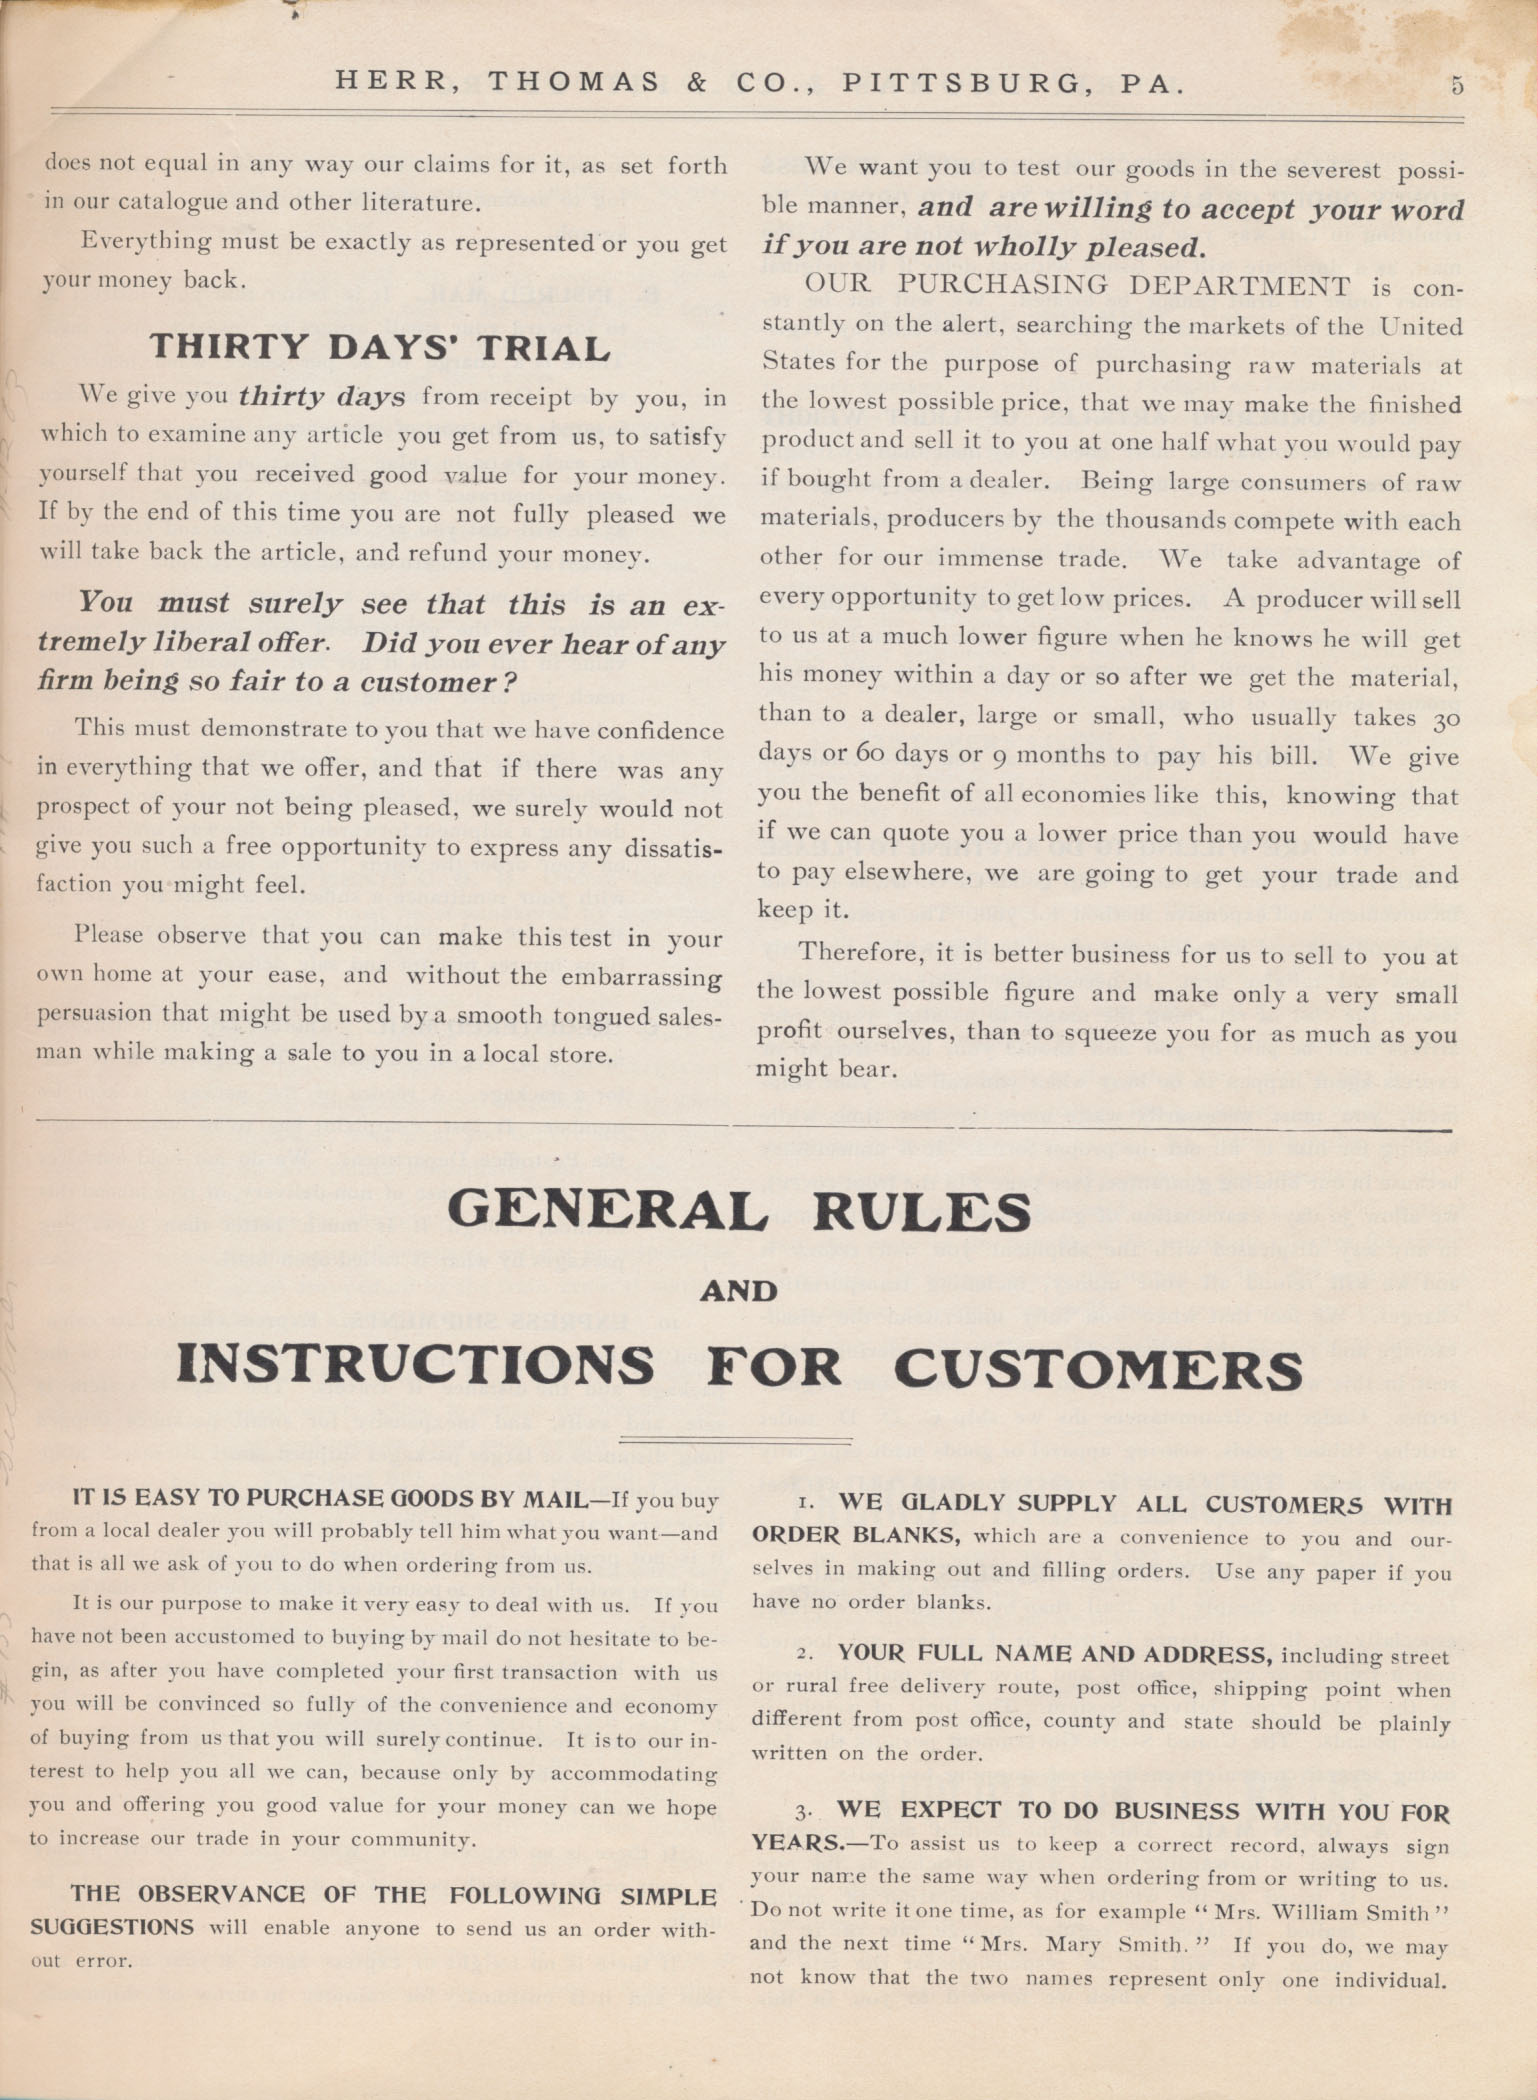 HERR, THOMAS & CO., PITTSBURG, PA. 5
does not equal in any way our claims for it, as set forth
in our catalogue and other literature.
Everything must be exactly as represented or you get
your money back.
THIRTY DAYS' TRIAL
We give you thirty days from receipt by you, in
which to examine any article you get from us, to satisfy
yourself that you received good value for your money.
If by the end of this time you are not fully pleased we
will take back the article, and refund your money.
You must surely see that this is an ex-
tremely liberal offer. Did you ever hear of any
firm being so fair to a customer?
This must demonstrate to you that we have confidence
in everything that we offer, and that if there was any
prospect of your not being pleased, we surely would not
give you such a free opportunity to express any dissatis-
faction you might feel.
Please observe that you can make this test in your
own home at your ease, and without the embarrassing
persuasion that might be used by a smooth tongued sales-
man while making a sale to you in a local store.
We want you to test our goods in the severest possi-
ble manner, and are willing to accept your word
if you are not wholly pleased.
OUR PURCHASING DEPARTMENT is con-
stantly on the alert, searching the markets of the United
States for the purpose of purchasing raw materials at
the lowest possible price, that we may make the finished
product and sell it to you at one half what you would pay
if bought from a dealer. Being large consumers of raw
materials, producers by the thousands compete with each
other for our immense trade. We take advantage of
every opportunity to get low prices. A producer will sell
to us at a much lower figure when he knows he will get
his money within a day or so after we get the material,
than to a dealer, large or small, who usually takes 30
days or 60 days or 9 months to pay his bill. We give
you the benefit of all economies like this, knowing that
if we can quote you a lower price than you would have
to pay elsewhere, we are going to get your trade and
keep it.
Therefore, it is better business for us to sell to you at
the lowest possible figure and make only a very small
profit ourselves, than to squeeze you for as much as you
might bear.
GENERAL RULES
AND
INSTRUCTIONS FOR CUSTOMERS
IT IS EASY TO PURCHASE GOODS BY MAIL—If you buy
from a local dealer you will probably tell him what you want—and
that is all we ask of you to do when ordering from us.
It is our purpose to make it very easy to deal with us. If you
have not been accustomed to buying by mail do not hesitate to be-
gin, as after you have completed your first transaction with us
you will be convinced so fully of the convenience and economy
of buying from us that you will surely continue. It is to our in-
terest to help you all we can, because only by accommodating
you and offering you good value for your money can we hope
to increase our trade in your community.
THE OBSERVANCE OF THE FOLLOWING SIMPLE
SUGGESTIONS will enable anyone to send us an order with-
out error.
1. WE GLADLY SUPPLY ALL CUSTOMERS WITH
ORDER BLANKS, which are a convenience to you and our-
selves in making out and filling orders. Use any paper if you
have no order blanks.
2. YOUR FULL NAME AND ADDRESS, including street
or rural free delivery route, post office, shipping point when
different from post office, county and state should be plainly
written on the order.
3. WE EXPECT TO DO BUSINESS WITH YOU FOR
YEARS.—To assist us to keep a correct record, always sign
your name the same way when ordering from or writing to us.
Do not write it one time, as for example "Mrs. William Smith"
and the next time "Mrs. Mary Smith." If you do, we may
not know that the two names represent only one individual.